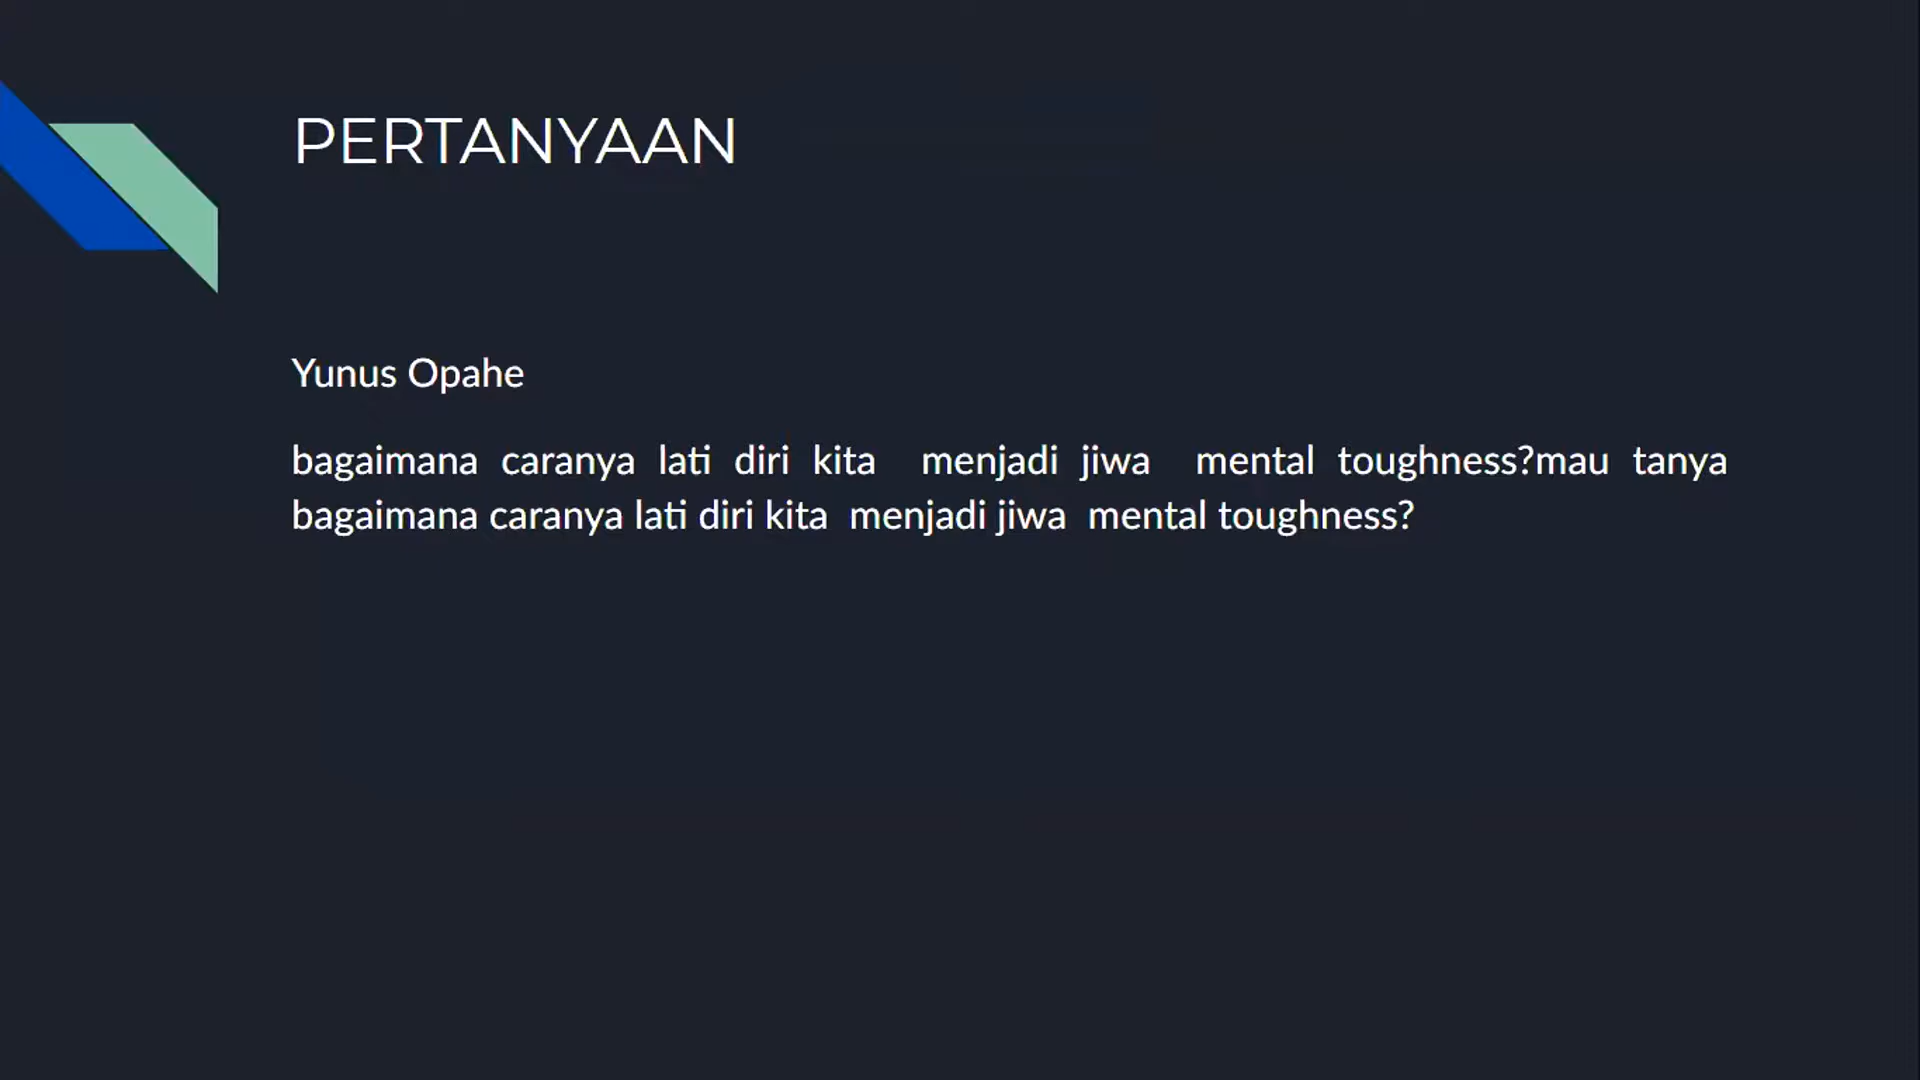 PERTANYAAN
Yunus Opahe
bagaimana caranya lati diri kita menjadi jiwa mental toughness?mau tanya
bagaimana caranya lati diri kita menjadi jiwa mental toughness?